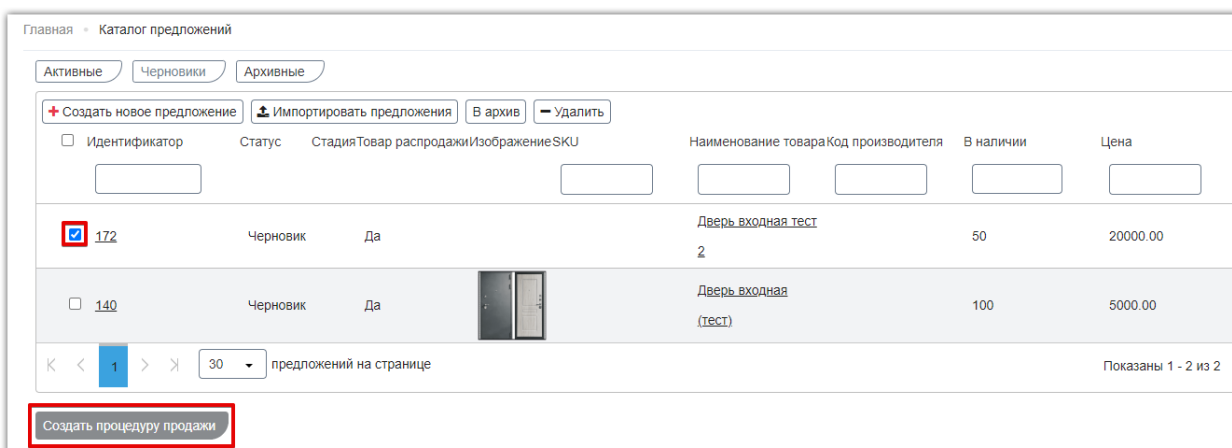 Главная • Каталог предложений
Активные Черновики Архивные
+ Создать новое предложение Импортировать предложения В архив − Удалить
Идентификатор Статус Стадия Товар распродажи Изображение SKU Наименование товара Код производителя В наличии Цена
172 Черновик Да Дверь входная тест 50 20000.00
2
140 Черновик Да Дверь входная 100 5000.00
(тест)
1 30 предложений на странице Показаны 1 - 2 из 2
Создать процедуру продажи